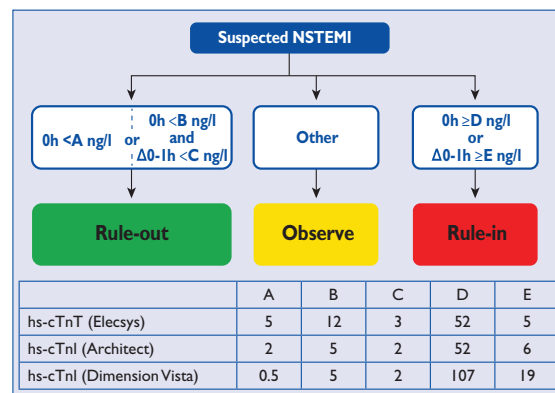 Suspected NSTEMI
0h <A ng/l or
0h <B ng/l
and
Δ0-1h <C ng/l
Other
0h ≥D ng/l
or
Δ0-1h ≥E ng/l
Rule-out
Observe
Rule-in
A B C D E
hs-cTnT (Elecsys) 5 12 3 52 5
hs-cTnI (Architect) 2 5 2 52 6
hs-cTnI (Dimension Vista) 0.5 5 2 107 19